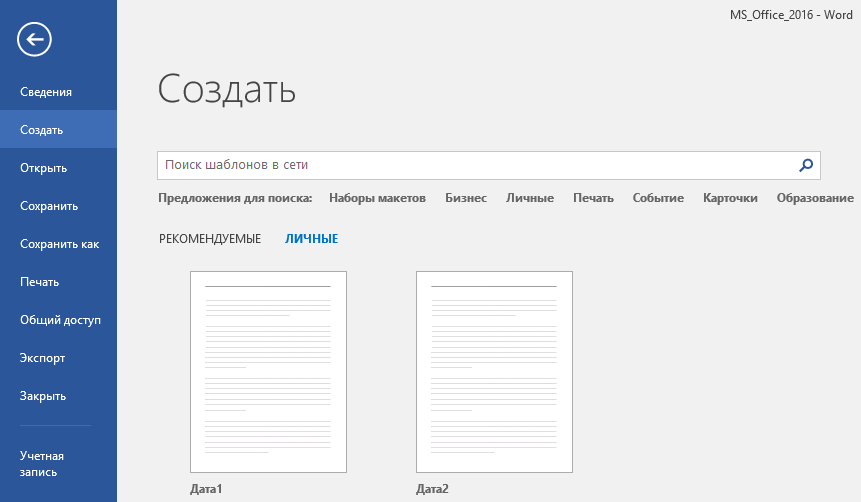 MS_Office_2016 - Word
Сведения
Создать
Открыть
Сохранить
Сохранить как
Печать
Общий доступ
Экспорт
Закрыть
Учетная
запись
Создать
Поиск шаблонов в сети
Предложения для поиска: Наборы макетов Бизнес Личные Печать Событие Карточки Образование
РЕКОМЕНДУЕМЫЕ ЛИЧНЫЕ
Дата1 Дата2